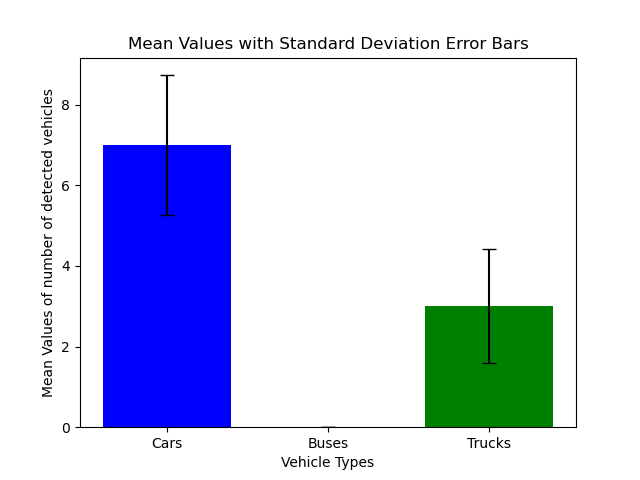 Mean Values with Standard Deviation Error Bars
Mean Values of number of detected vehicles
8
6
4
2
0
Cars Buses Trucks
Vehicle Types